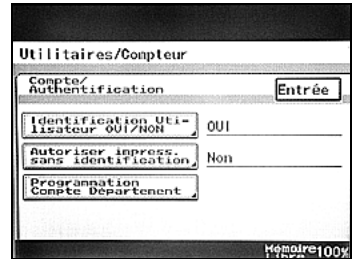 Utilitaires/Compteur
Compte/
Authentification
Entrée
Identification Uti-
lisateur OUI/NON
OUI
Autoriser impress.
sans identification
Non
Programmation
Compte Département
Mémoire
Libre 100%